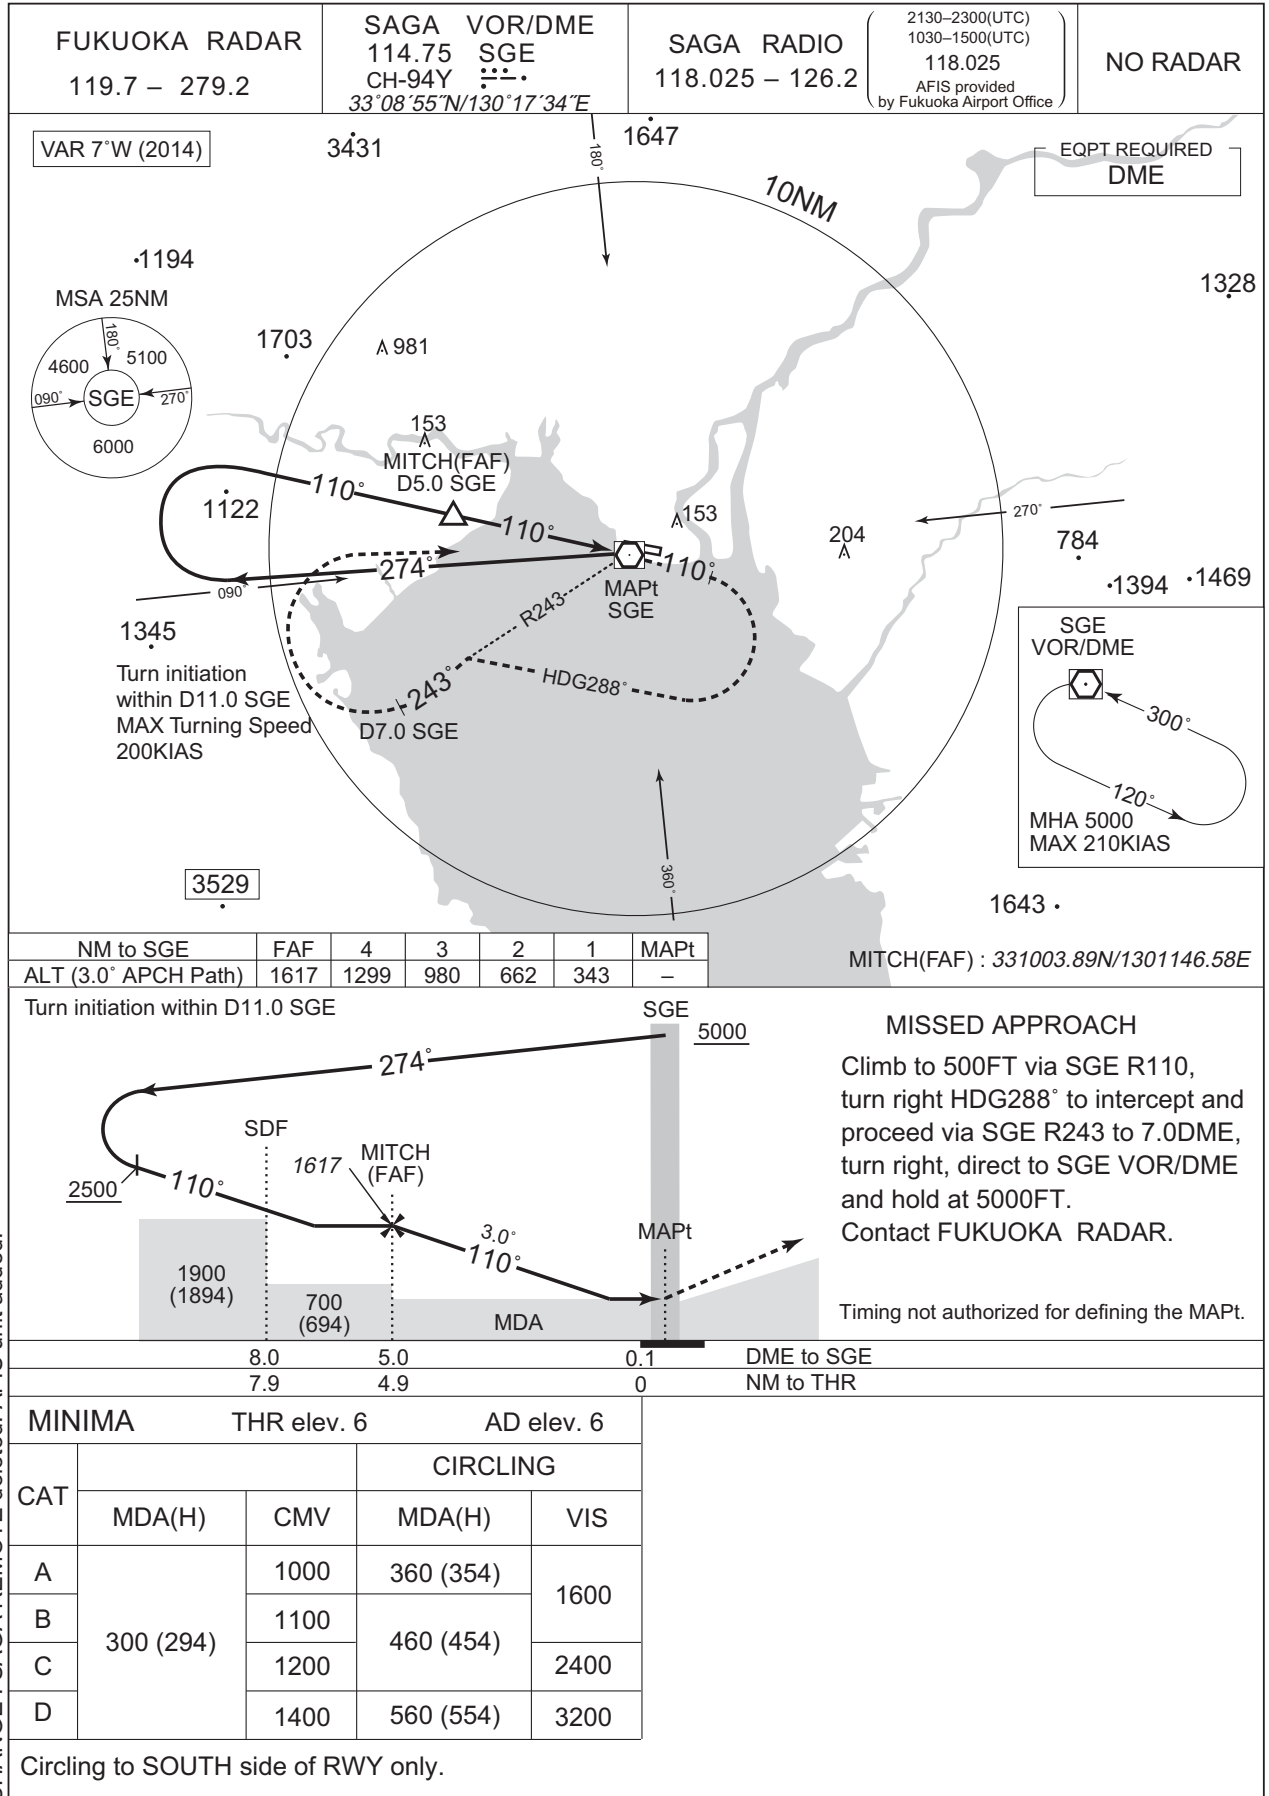 FUKUOKA RADAR
119.7 – 279.2
SAGA VOR/DME
114.75 SGE
CH-94Y
33°08´55˝N/130°17´34˝E
SAGA RADIO
118.025 – 126.2
2130–2300(UTC)
1030–1500(UTC)
118.025
AFIS provided
by Fukuoka Airport Office
NO RADAR
VAR 7°W (2014)
3431
180°
1647
EQPT REQUIRED
DME
10NM
1194
MSA 25NM
180°
4600
5100
090°
SGE
270°
6000
1328
1703
981
153
MITCH(FAF)
D5.0 SGE
110°
1122
110°
153
204
270°
784
1394
1469
274°
090°
110°
MAPt
SGE
R243
1345
Turn initiation
within D11.0 SGE
MAX Turning Speed
200KIAS
243°
HDG288°
D7.0 SGE
SGE
VOR/DME
300°
120°
MHA 5000
MAX 210KIAS
360°
3529
1643
NM to SGE FAF 4 3 2 1 MAPt
ALT (3.0° APCH Path) 1617 1299 980 662 343 –
MITCH(FAF) : 331003.89N/1301146.58E
Turn initiation within D11.0 SGE
SGE
5000
274°
SDF
1617
MITCH
(FAF)
2500
110°
3.0°
110°
MAPt
1900
(1894)
700
(694)
MDA
MISSED APPROACH
Climb to 500FT via SGE R110,
turn right HDG288° to intercept and
proceed via SGE R243 to 7.0DME,
turn right, direct to SGE VOR/DME
and hold at 5000FT.
Contact FUKUOKA RADAR.
Timing not authorized for defining the MAPt.
8.0 5.0 0.1 DME to SGE
7.9 4.9 0 NM to THR
MINIMA THR elev. 6 AD elev. 6
CIRCLING
CAT MDA(H) CMV MDA(H) VIS
A 300 (294) 1000 360 (354) 1600
B 1100 460 (454)
C 1200 2400
D 1400 560 (554) 3200
Circling to SOUTH side of RWY only.